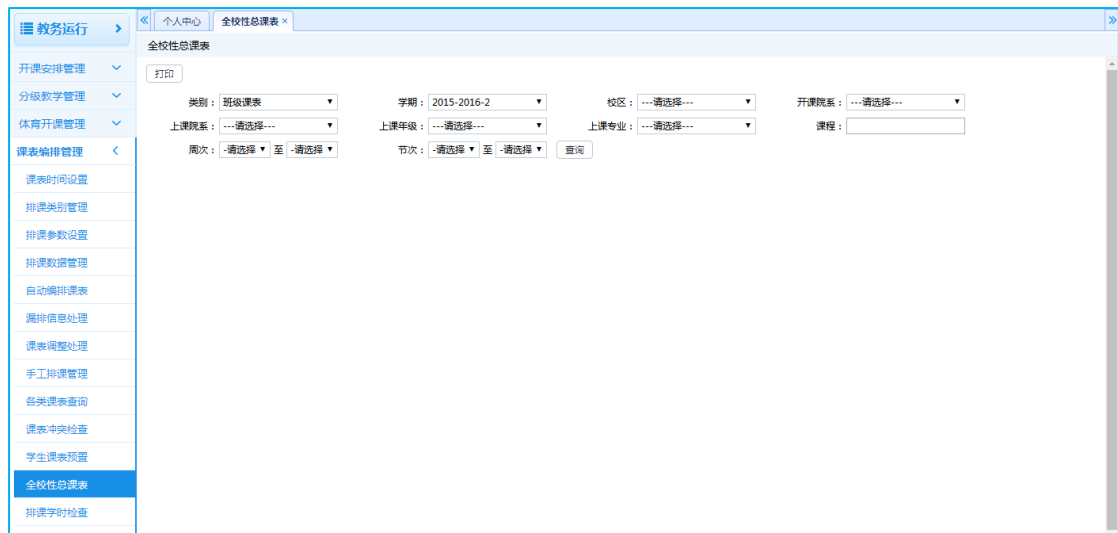 教务运行
开课安排管理
分级教学管理
体育开课管理
课表编排管理
课表时间设置
排课类别管理
排课参数设置
排课数据管理
自动编排课表
漏排信息处理
课表调整处理
手工排课管理
各类课表查询
课表冲突检查
学生课表预置
全校性总课表
排课学时检查
个人中心 全校性总课表 ×
全校性总课表
打印
类别： 班级课表 学期： 2015-2016-2 校区： ---请选择--- 开课院系： ---请选择---
上课院系： ---请选择--- 上课年级： ---请选择--- 上课专业： ---请选择--- 课程：
周次： -请选择 至 -请选择 节次： -请选择 至 -请选择 查询